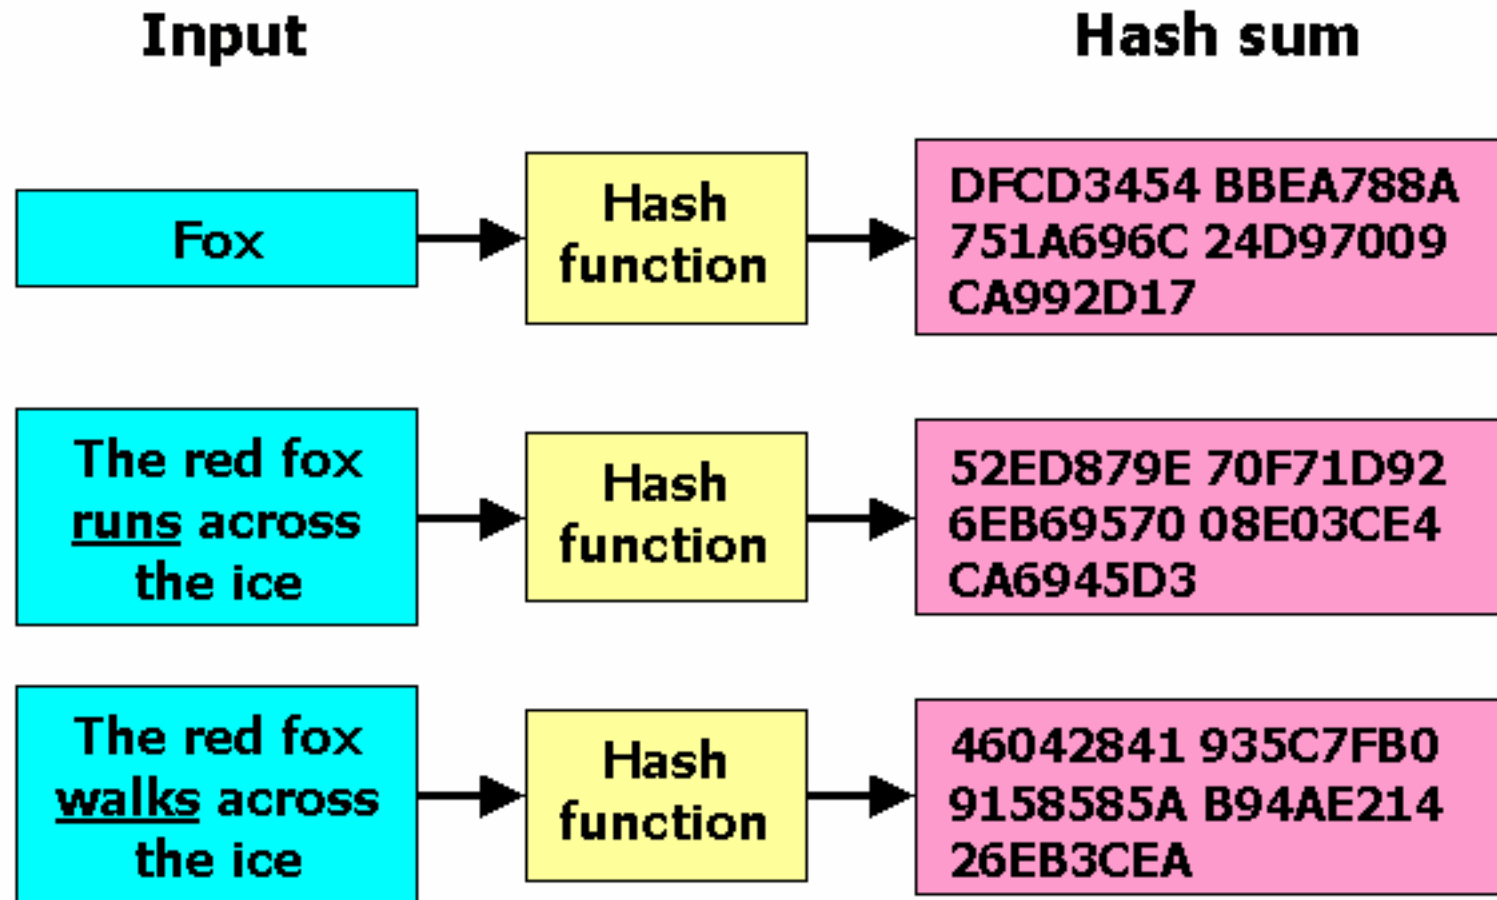 Input
Hash sum
Fox
Hash
function
DFCD3454 BBEA788A
751A696C 24D97009
CA992D17
The red fox
runs across
the ice
Hash
function
52ED879E 70F71D92
6EB69570 08E03CE4
CA6945D3
The red fox
walks across
the ice
Hash
function
46042841 935C7FB0
9158585A B94AE214
26EB3CEA